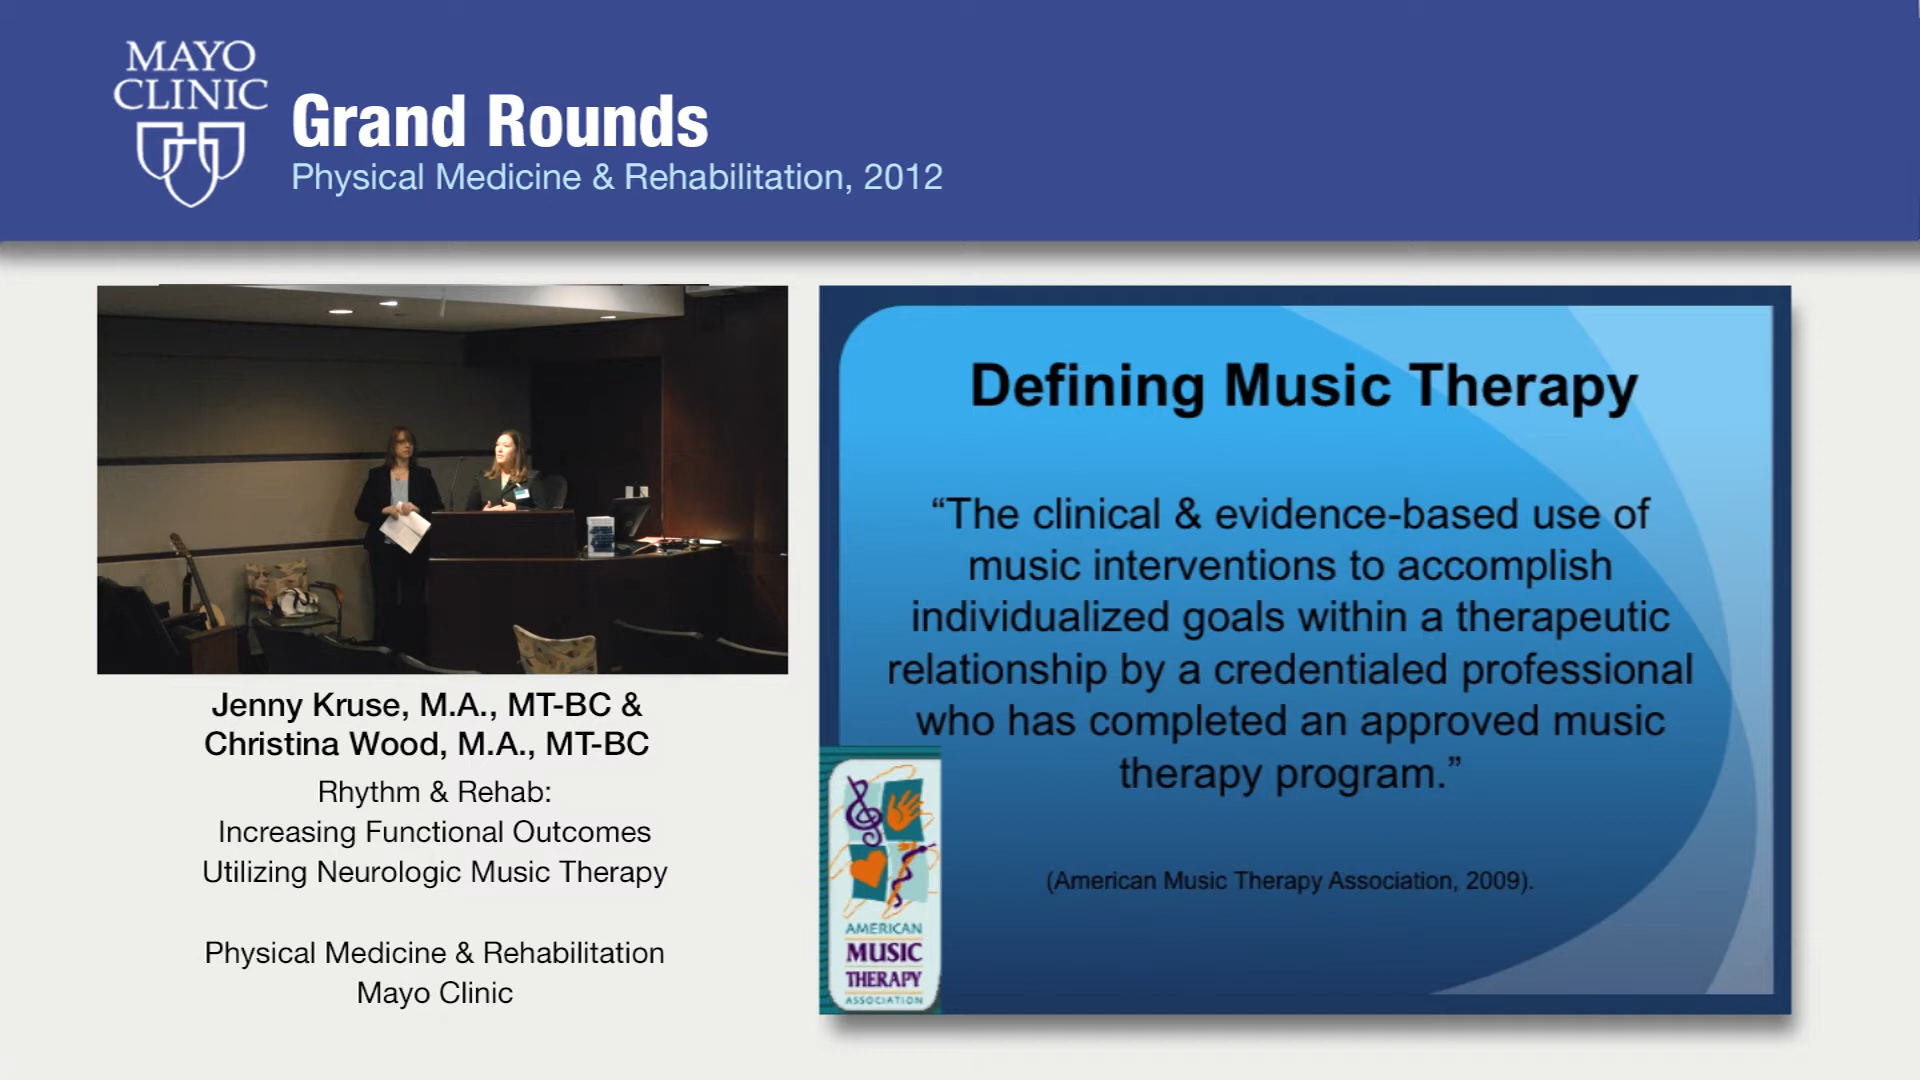 MAYO
CLINIC
Grand Rounds
Physical Medicine & Rehabilitation, 2012
Jenny Kruse, M.A., MT-BC &
Christina Wood, M.A., MT-BC
Rhythm & Rehab:
Increasing Functional Outcomes
Utilizing Neurologic Music Therapy
Physical Medicine & Rehabilitation
Mayo Clinic
Defining Music Therapy
“The clinical & evidence-based use of
music interventions to accomplish
individualized goals within a therapeutic
relationship by a credentialed professional
who has completed an approved music
therapy program.”
(American Music Therapy Association, 2009).
AMERICAN
MUSIC
THERAPY
ASSOCIATION